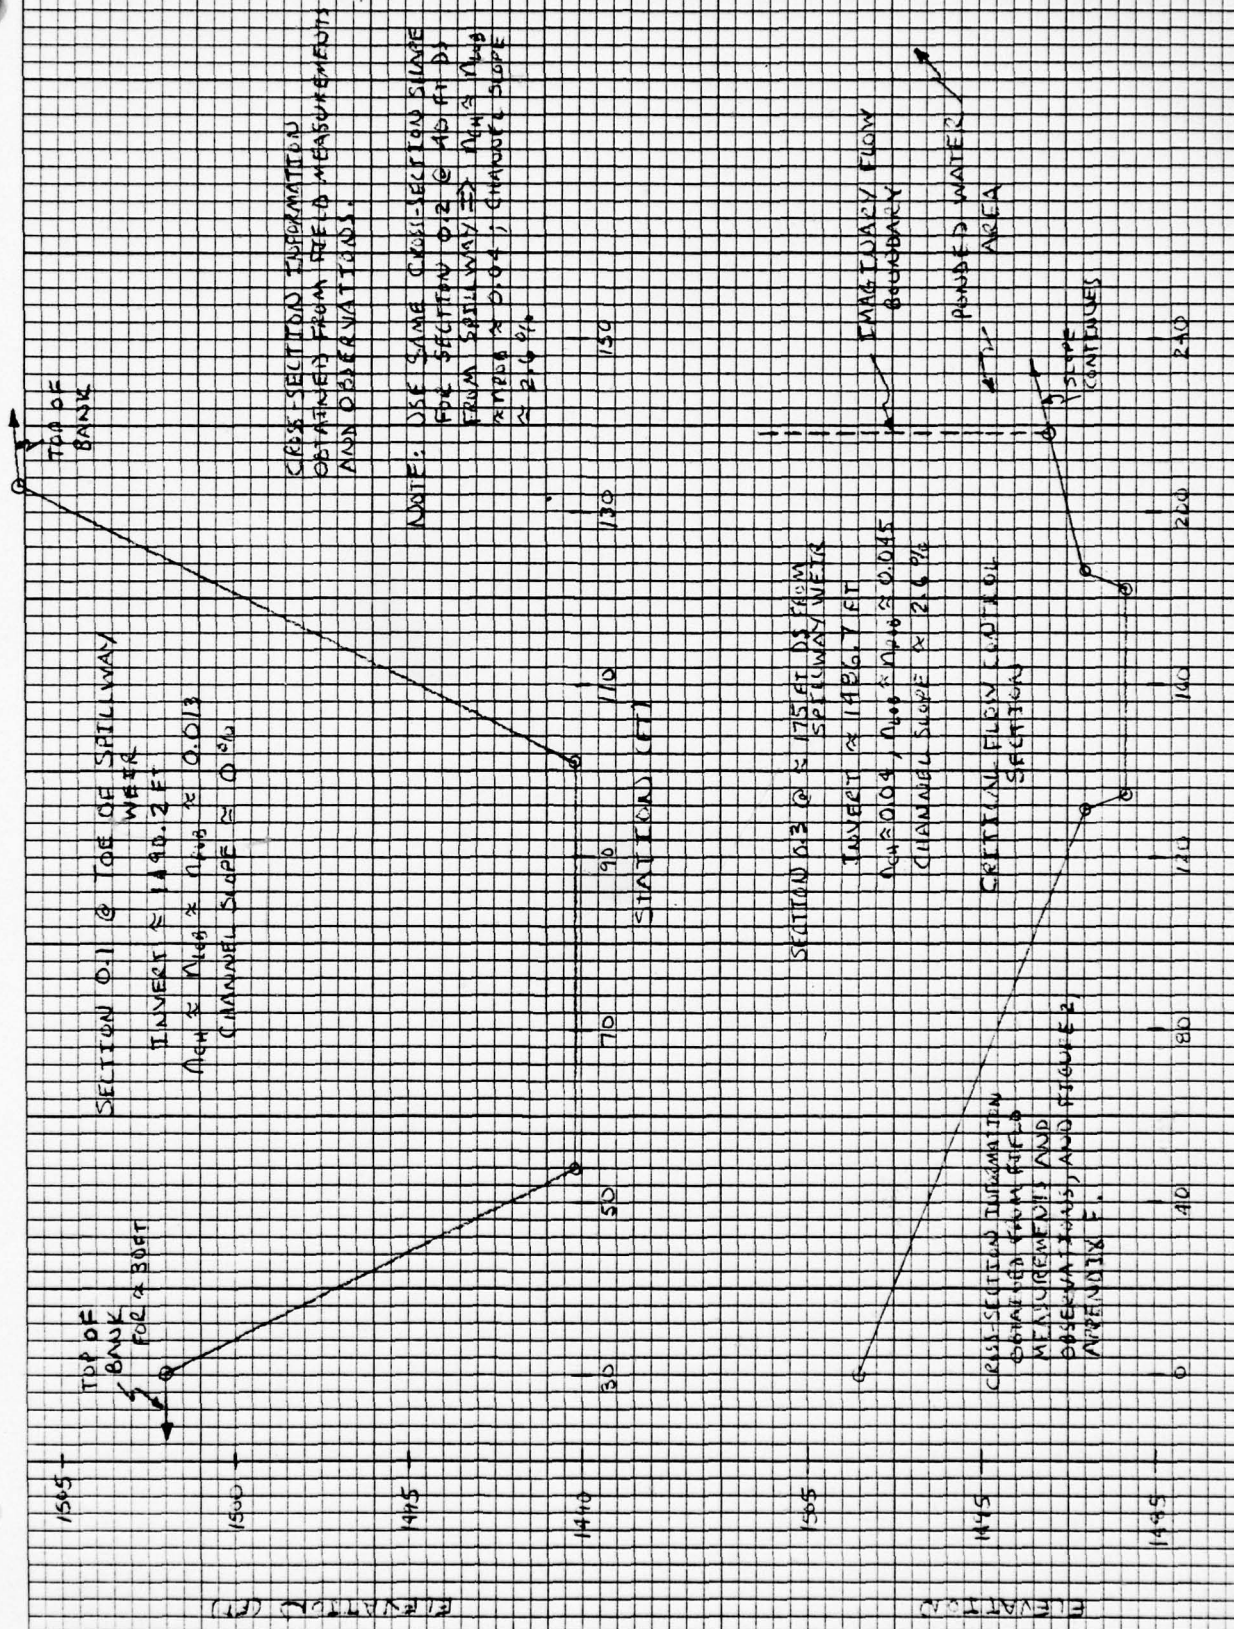 TOP OF
BANK
FOR ≈ 30FT
SECTION 0.1 @ TOE OF SPILLWAY
WEIR
INVERT ≈ 1490.2 FT
nCH ≈ nLOB ≈ nROB ≈ 0.013
CHANNEL SLOPE ≈ 0%
TOP OF
BANK
CROSS-SECTION INFORMATION
OBTAINED FROM FIELD MEASUREMENTS
AND OBSERVATIONS.
NOTE: USE SAME CROSS-SECTION SHAPE
FOR SECTION 0.2 @ 40 FT DS
FROM SPILLWAY => nCH ≈ nLOB
≈ nROB ≈ 0.04; CHANNEL SLOPE
≈ 2.6%
1505
1500
1495
1490
ELEVATION (FT)
30 50 70 90 110 130 150
STATION (FT)
SECTION 0.3 @ ≈ 175 FT DS FROM
SPILLWAY WEIR
INVERT ≈ 1486.7 FT
nCH ≈ 0.04, nLOB ≈ nROB ≈ 0.045
CHANNEL SLOPE ≈ 2.6%
CRITICAL FLOW CONTROL
SECTION
IMAGINARY FLOW
BOUNDARY
PONDED WATER
AREA
SLOPE
CONTINUES
CROSS-SECTION INFORMATION
OBTAINED FROM FIELD
MEASUREMENTS AND
OBSERVATIONS, AND FIGURE 2,
APPENDIX E.
1505
1495
1485
ELEVATION
0 40 80 120 160 200 240